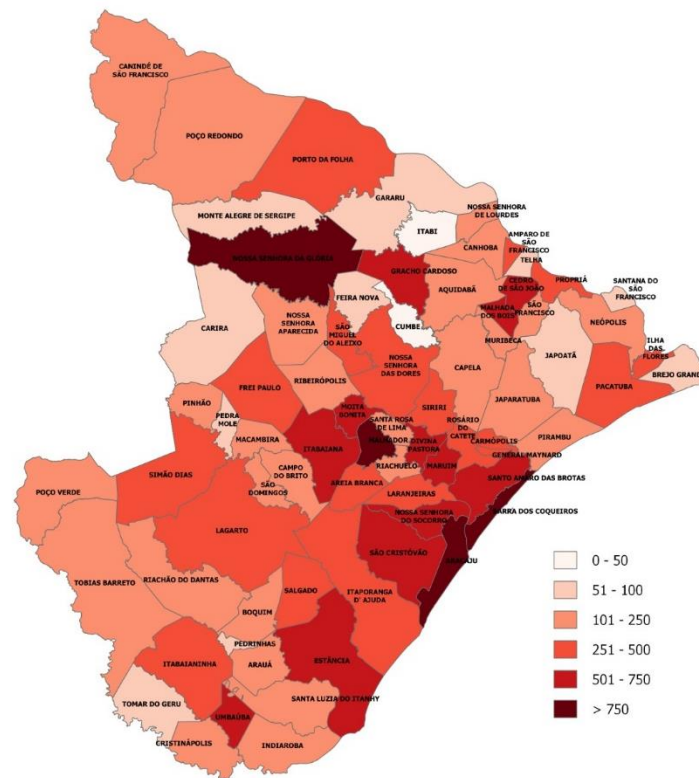 CANINDÉ DE
SÃO FRANCISCO
POÇO REDONDO
PORTO DA FOLHA
GARARU
MONTE ALEGRE DE SERGIPE
ITABI
NOSSA SENHORA
DE LOURDES
NOSSA SENHORA DA GLÓRIA
CANHOBA
AMPARO DE
SÃO FRANCISCO
TELHA
GRACHO CARDOSO
AQUIDABÃ
CEDRO
DE SÃO JOÃO
PROPRIÁ
SANTANA DO
SÃO FRANCISCO
FEIRA NOVA
MALHADA
DOS BOIS
SÃO
FRANCISCO
NEÓPOLIS
CARIRA
NOSSA
SENHORA
APARECIDA
SÃO
MIGUEL
DO ALEIXO
CUMBE
MURIBECA
ILHA
DAS
FLORES
JAPOATÃ
NOSSA SENHORA
DAS DORES
CAPELA
BREJO GRANDE
FREI PAULO
RIBEIRÓPOLIS
JAPARATUBA
PACATUBA
PINHÃO
PEDRA
MOLE
MOITA
BONITA
SANTA ROSA
DE LIMA
SIRIRI
ROSÁRIO
DO
CATETE
MACAMBIRA
MALHADOR
DIVINA
PASTORA
CARMÓPOLIS
PIRAMBU
ITABAIANA
GENERAL MAYNARD
SIMÃO DIAS
CAMPO
DO BRITO
RIACHUELO
MARUIM
SANTO AMARO DAS BROTAS
POÇO VERDE
SÃO
DOMINGOS
AREIA BRANCA
LARANJEIRAS
NOSSA SENHORA
DO SOCORRO
BARRA DOS COQUEIROS
LAGARTO
SÃO CRISTÓVÃO
ARACAJU
TOBIAS BARRETO
RIACHÃO DO DANTAS
SALGADO
ITAPORANGA
D' AJUDA
BOQUIM
PEDRINHAS
ITABAIANINHA
ARAUÁ
ESTÂNCIA
TOMAR DO GERU
SANTA LUZIA DO ITANHY
UMBAÚBA
CRISTINÁPOLIS
INDIAROBA
0 - 50
51 - 100
101 - 250
251 - 500
501 - 750
> 750